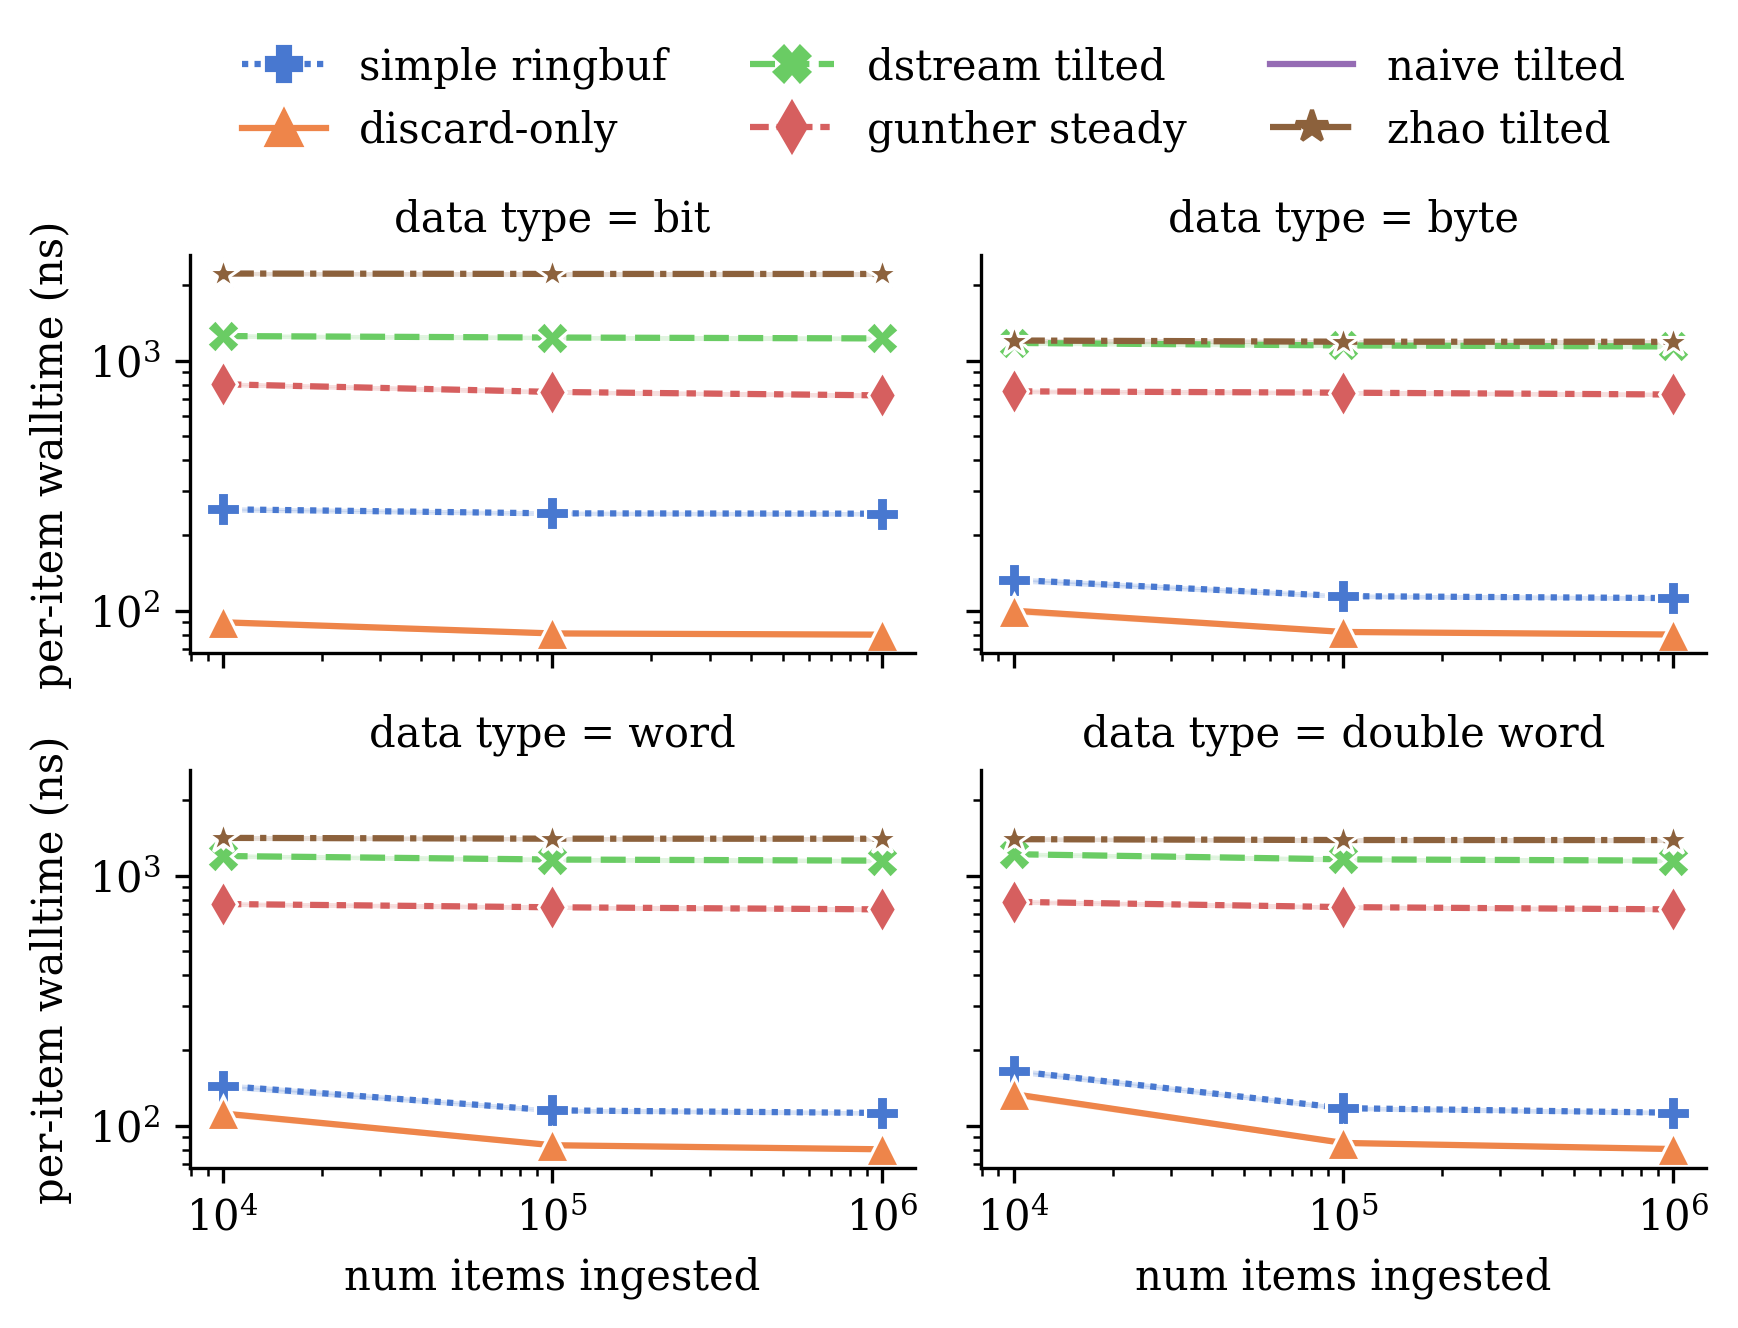 simple ringbuf dstream tilted naive tilted
discard-only gunther steady zhao tilted
data type = bit data type = byte
per-item walltime (ns)
10³
10²
data type = word data type = double word
per-item walltime (ns)
10³
10²
10⁴ 10⁵ 10⁶ 10⁴ 10⁵ 10⁶
num items ingested num items ingested